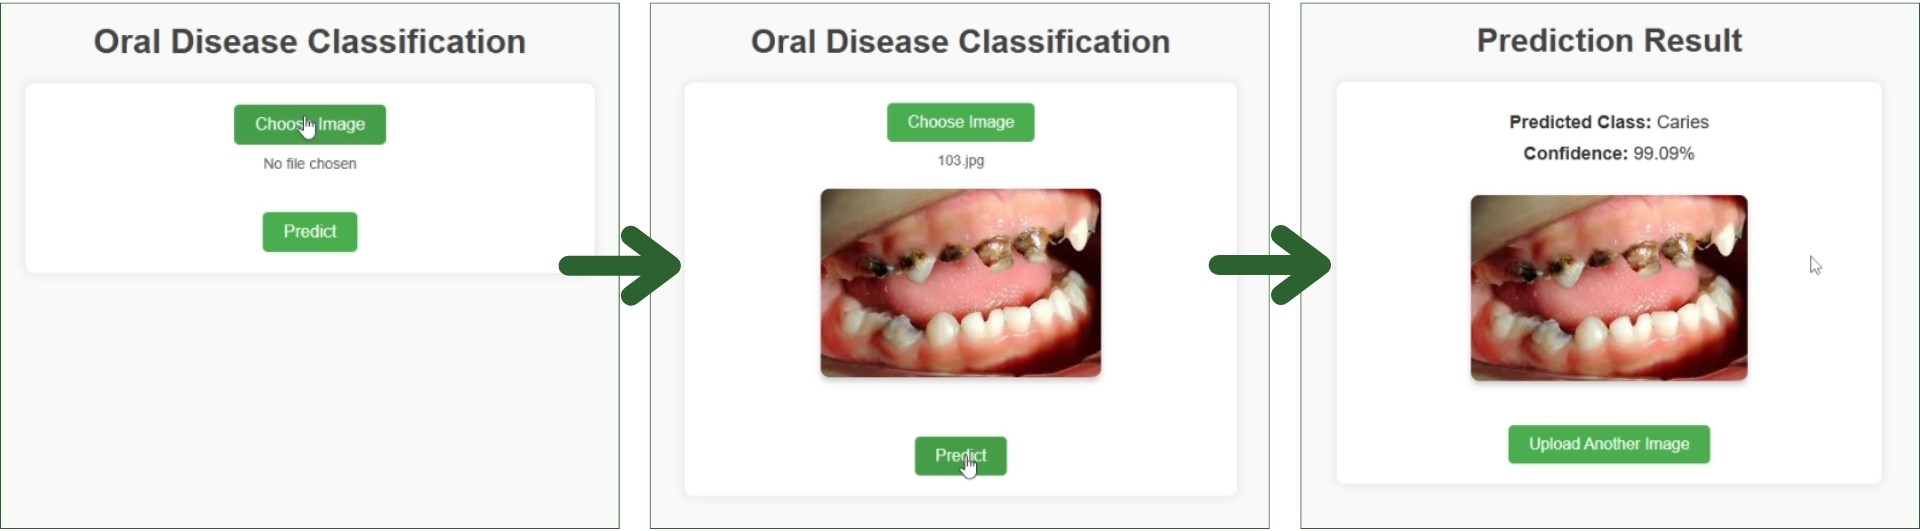 Oral Disease Classification
Choose Image
No file chosen
Predict
Oral Disease Classification
Choose Image
103.jpg
Predict
Prediction Result
Predicted Class: Caries
Confidence: 99.09%
Upload Another Image